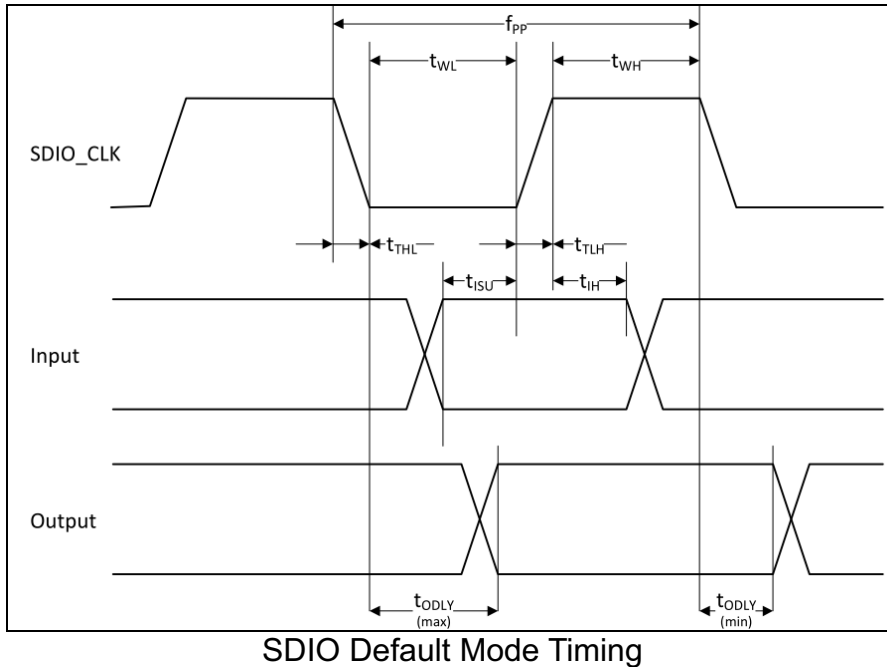 fPP
tWL
tWH
SDIO_CLK
tTHL
tTLH
tISU
tIH
Input
Output
tODLY
(max)
tODLY
(min)
SDIO Default Mode Timing